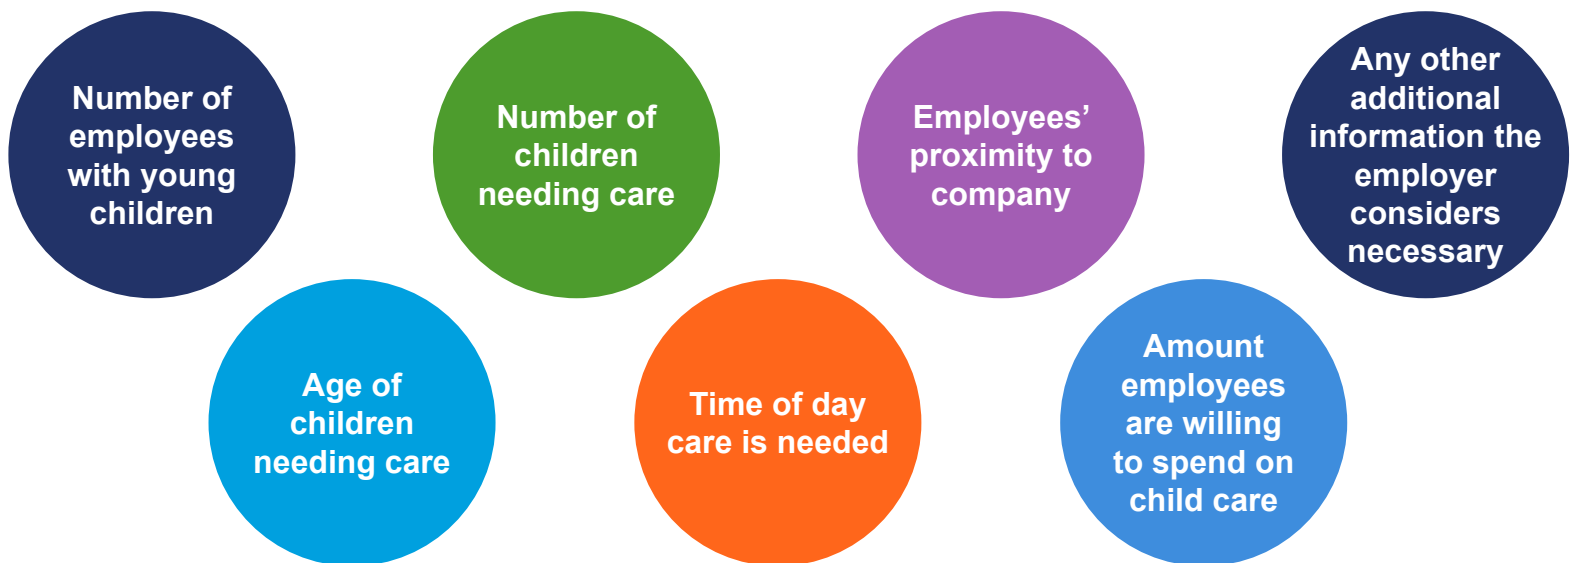 Number of
employees
with young
children
Age of
children
needing care
Number of
children
needing care
Time of day
care is needed
Employees’
proximity to
company
Amount
employees
are willing
to spend on
child care
Any other
additional
information the
employer
considers
necessary